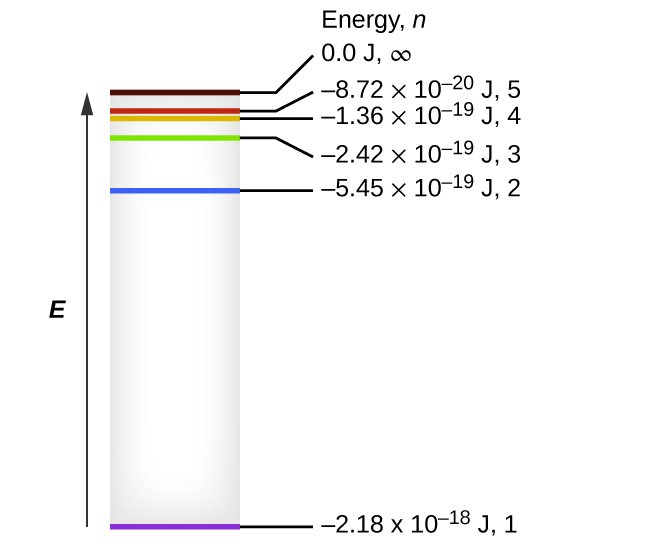 Energy, n
0.0 J, ∞
–8.72 × 10⁻²⁰ J, 5
–1.36 × 10⁻¹⁹ J, 4
–2.42 × 10⁻¹⁹ J, 3
–5.45 × 10⁻¹⁹ J, 2
E
–2.18 x 10⁻¹⁸ J, 1